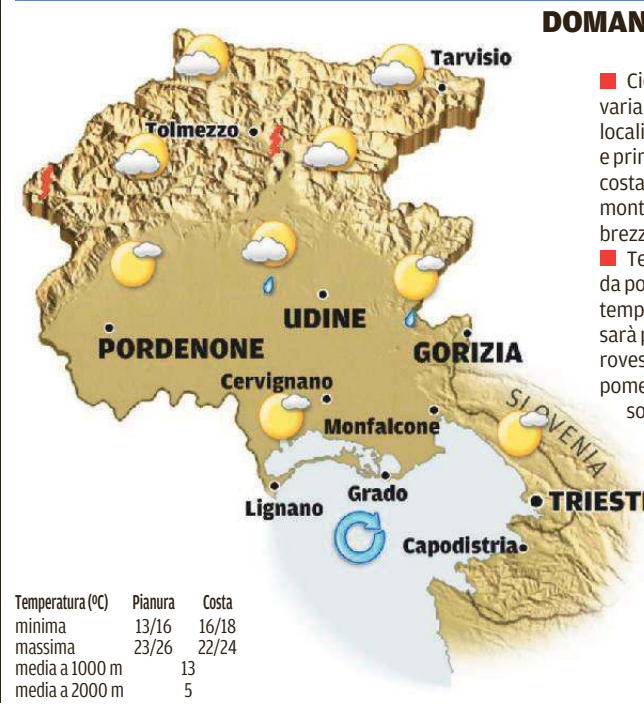 DOMAN
Tarvisio
Tolmezzo
UDINE
PORDENONE
GORIZIA
Cervignano
Monfalcone
SLOVENIA
Lignano
Grado
TRIEST
Capodistria
Temperatura (ºC) Pianura Costa
minima 13/16 16/18
massima 23/26 22/24
media a 1000 m 13
media a 2000 m 5
Ci
varia
locali
e prim
costa
mont
brezz
Te
da po
temp
sarà p
roves
pome
so